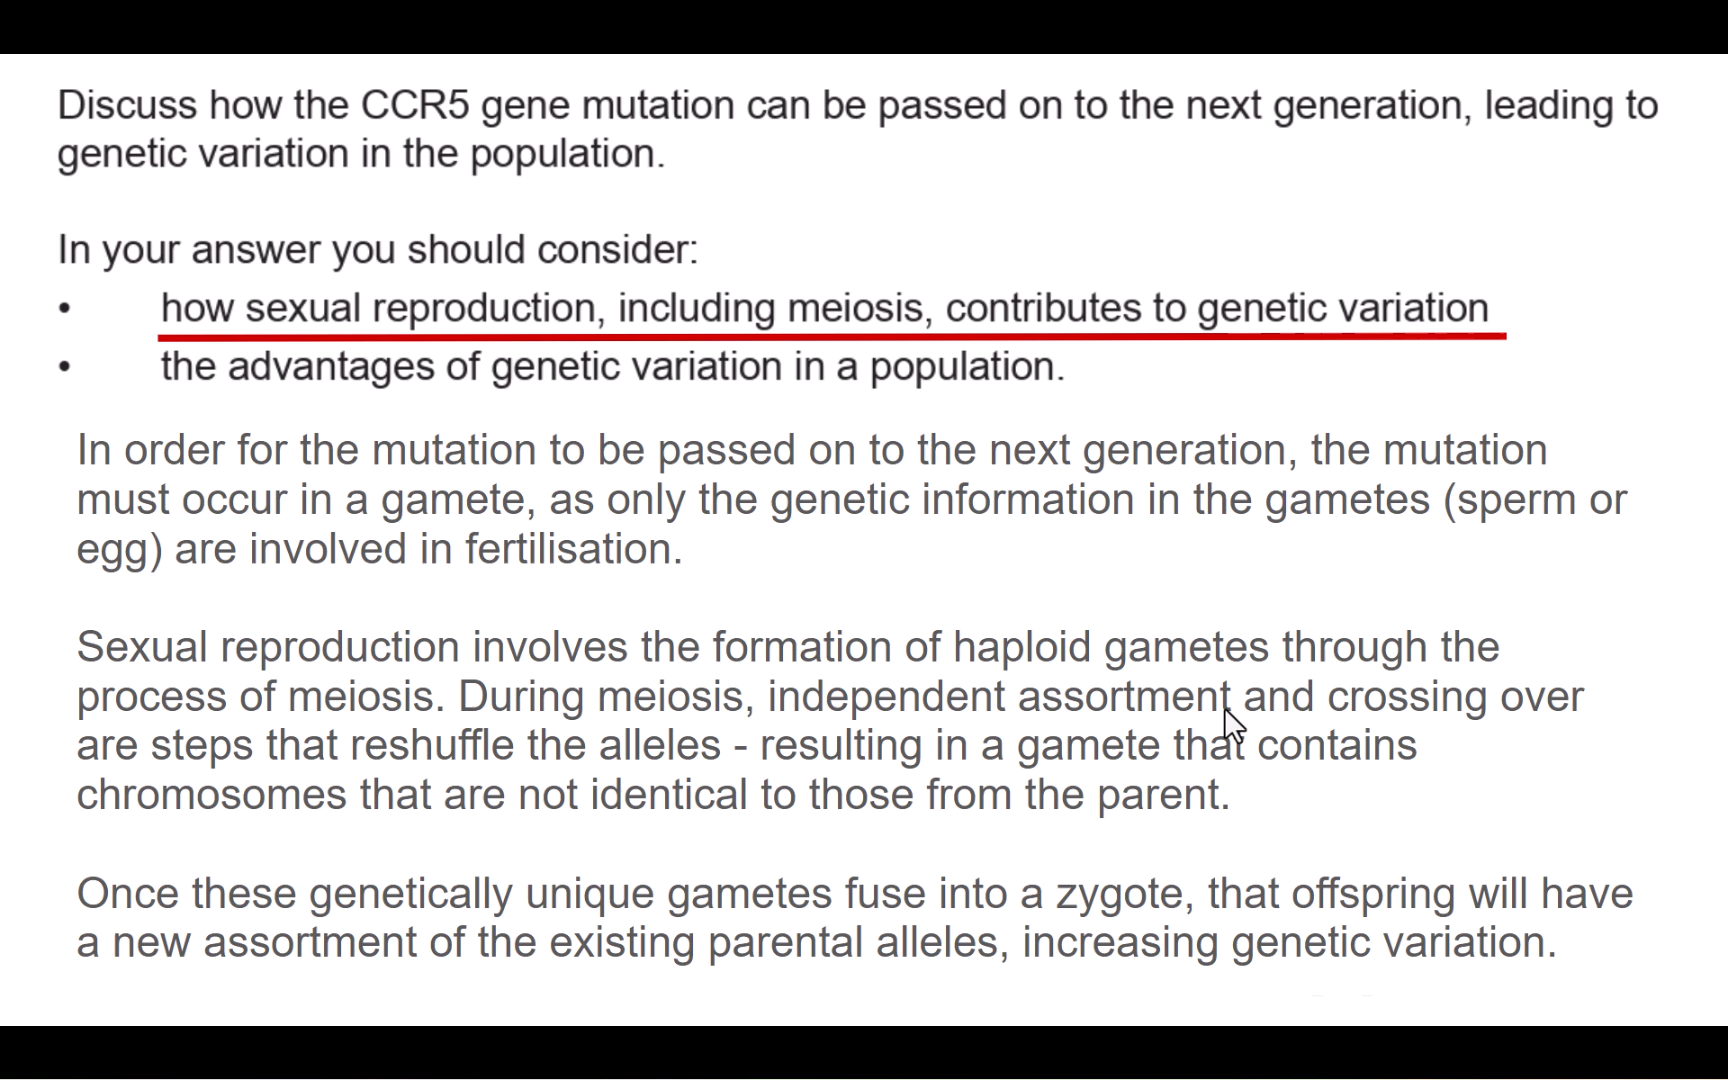 Discuss how the CCR5 gene mutation can be passed on to the next generation, leading to
genetic variation in the population.
In your answer you should consider:
• how sexual reproduction, including meiosis, contributes to genetic variation
• the advantages of genetic variation in a population.
In order for the mutation to be passed on to the next generation, the mutation
must occur in a gamete, as only the genetic information in the gametes (sperm or
egg) are involved in fertilisation.
Sexual reproduction involves the formation of haploid gametes through the
process of meiosis. During meiosis, independent assortment and crossing over
are steps that reshuffle the alleles - resulting in a gamete that contains
chromosomes that are not identical to those from the parent.
Once these genetically unique gametes fuse into a zygote, that offspring will have
a new assortment of the existing parental alleles, increasing genetic variation.